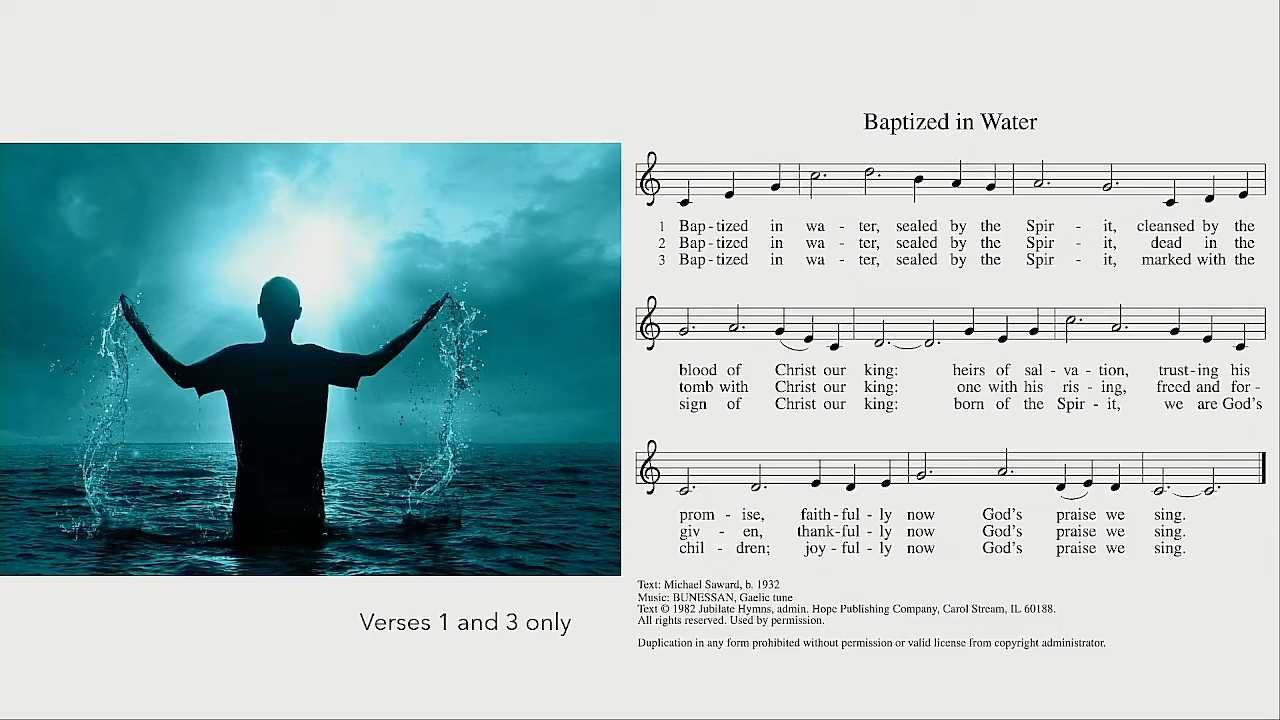 Baptized in Water
1 Bap - tized in wa - ter, sealed by the Spir - it, cleansed by the
2 Bap - tized in wa - ter, sealed by the Spir - it, dead in the
3 Bap - tized in wa - ter, sealed by the Spir - it, marked with the
blood of Christ our king: heirs of sal - va - tion, trust - ing his
tomb with Christ our king: one with his ris - ing, freed and for -
sign of Christ our king: born of the Spir - it, we are God's
prom - ise, faith - ful - ly now God's praise we sing.
giv - en, thank - ful - ly now God's praise we sing.
chil - dren; joy - ful - ly now God's praise we sing.
Text: Michael Saward, b. 1932
Music: BUNESSAN, Gaelic tune
Text © 1982 Jubilate Hymns, admin. Hope Publishing Company, Carol Stream, IL 60188.
All rights reserved. Used by permission.
Duplication in any form prohibited without permission or valid license from copyright administrator.
Verses 1 and 3 only